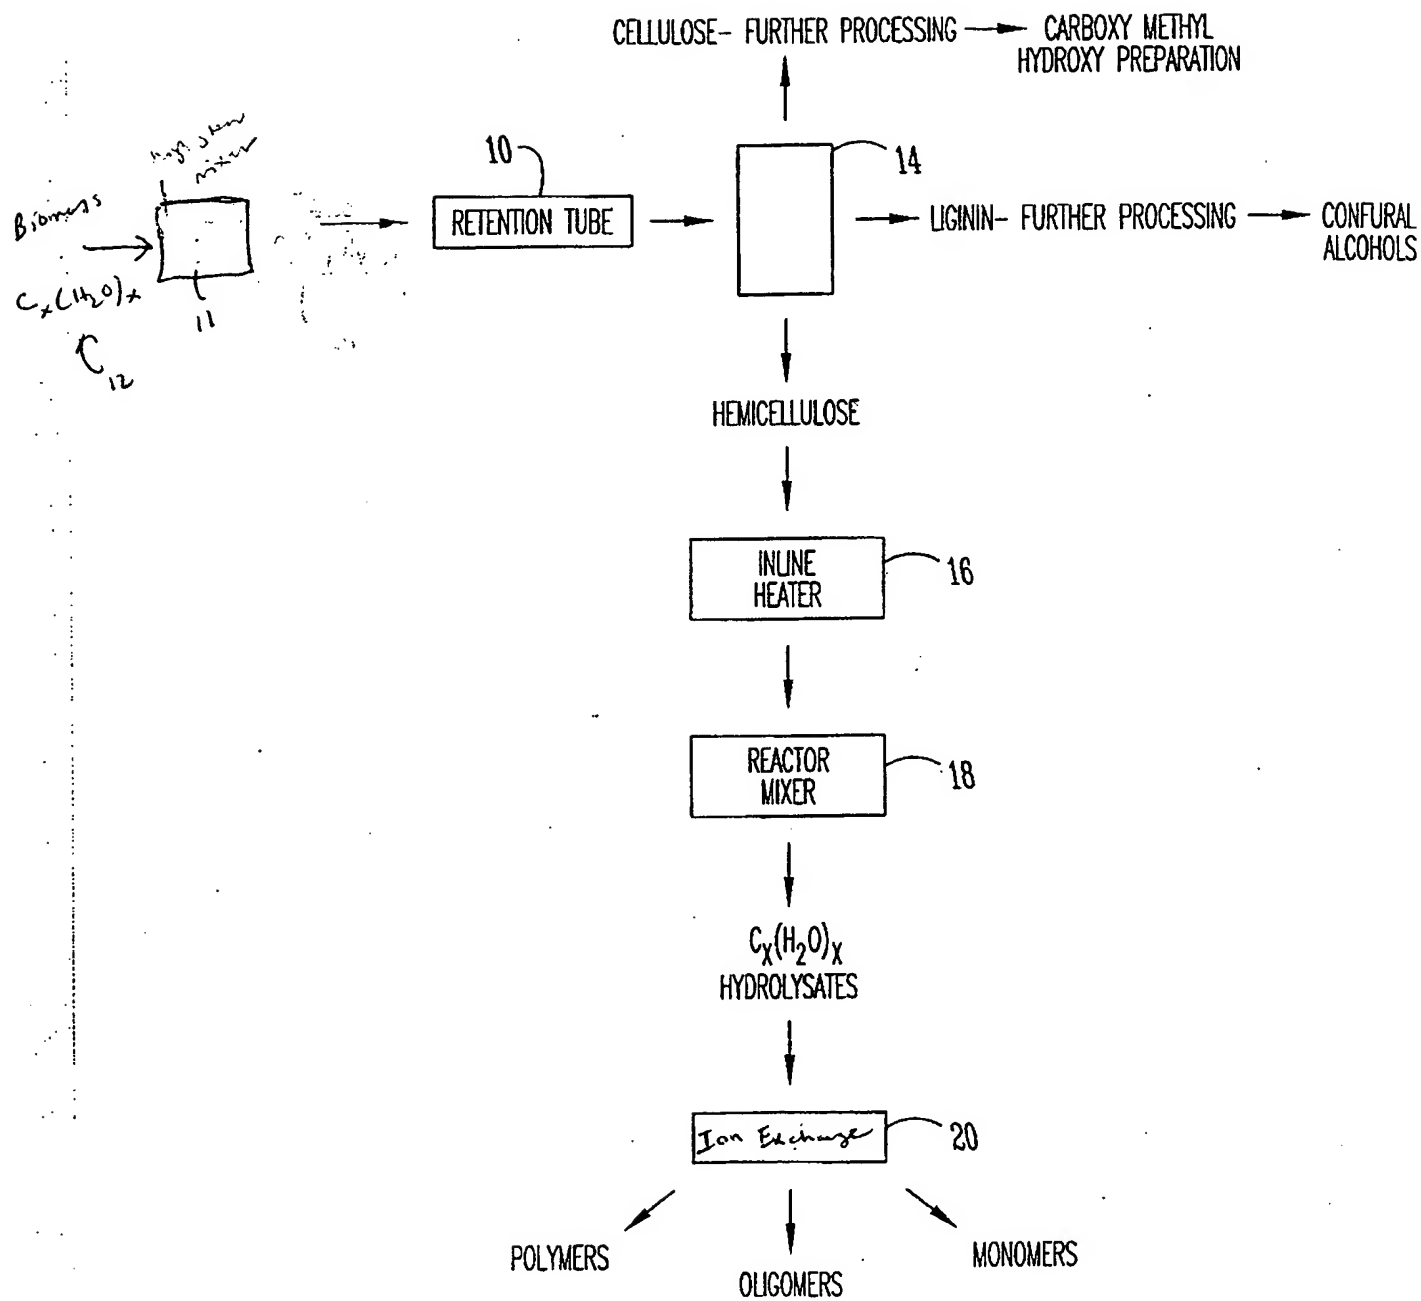 CELLULOSE- FURTHER PROCESSING
CARBOXY METHYL
HYDROXY PREPARATION
mixer
10
14
Biomass
RETENTION TUBE
LIGININ- FURTHER PROCESSING
CONFURAL
ALCOHOLS
Cx(H2O)x
11
12
HEMICELLULOSE
INLINE
HEATER
16
REACTOR
MIXER
18
CX(H2O)X
HYDROLYSATES
Ion Exchange
20
POLYMERS
OLIGOMERS
MONOMERS